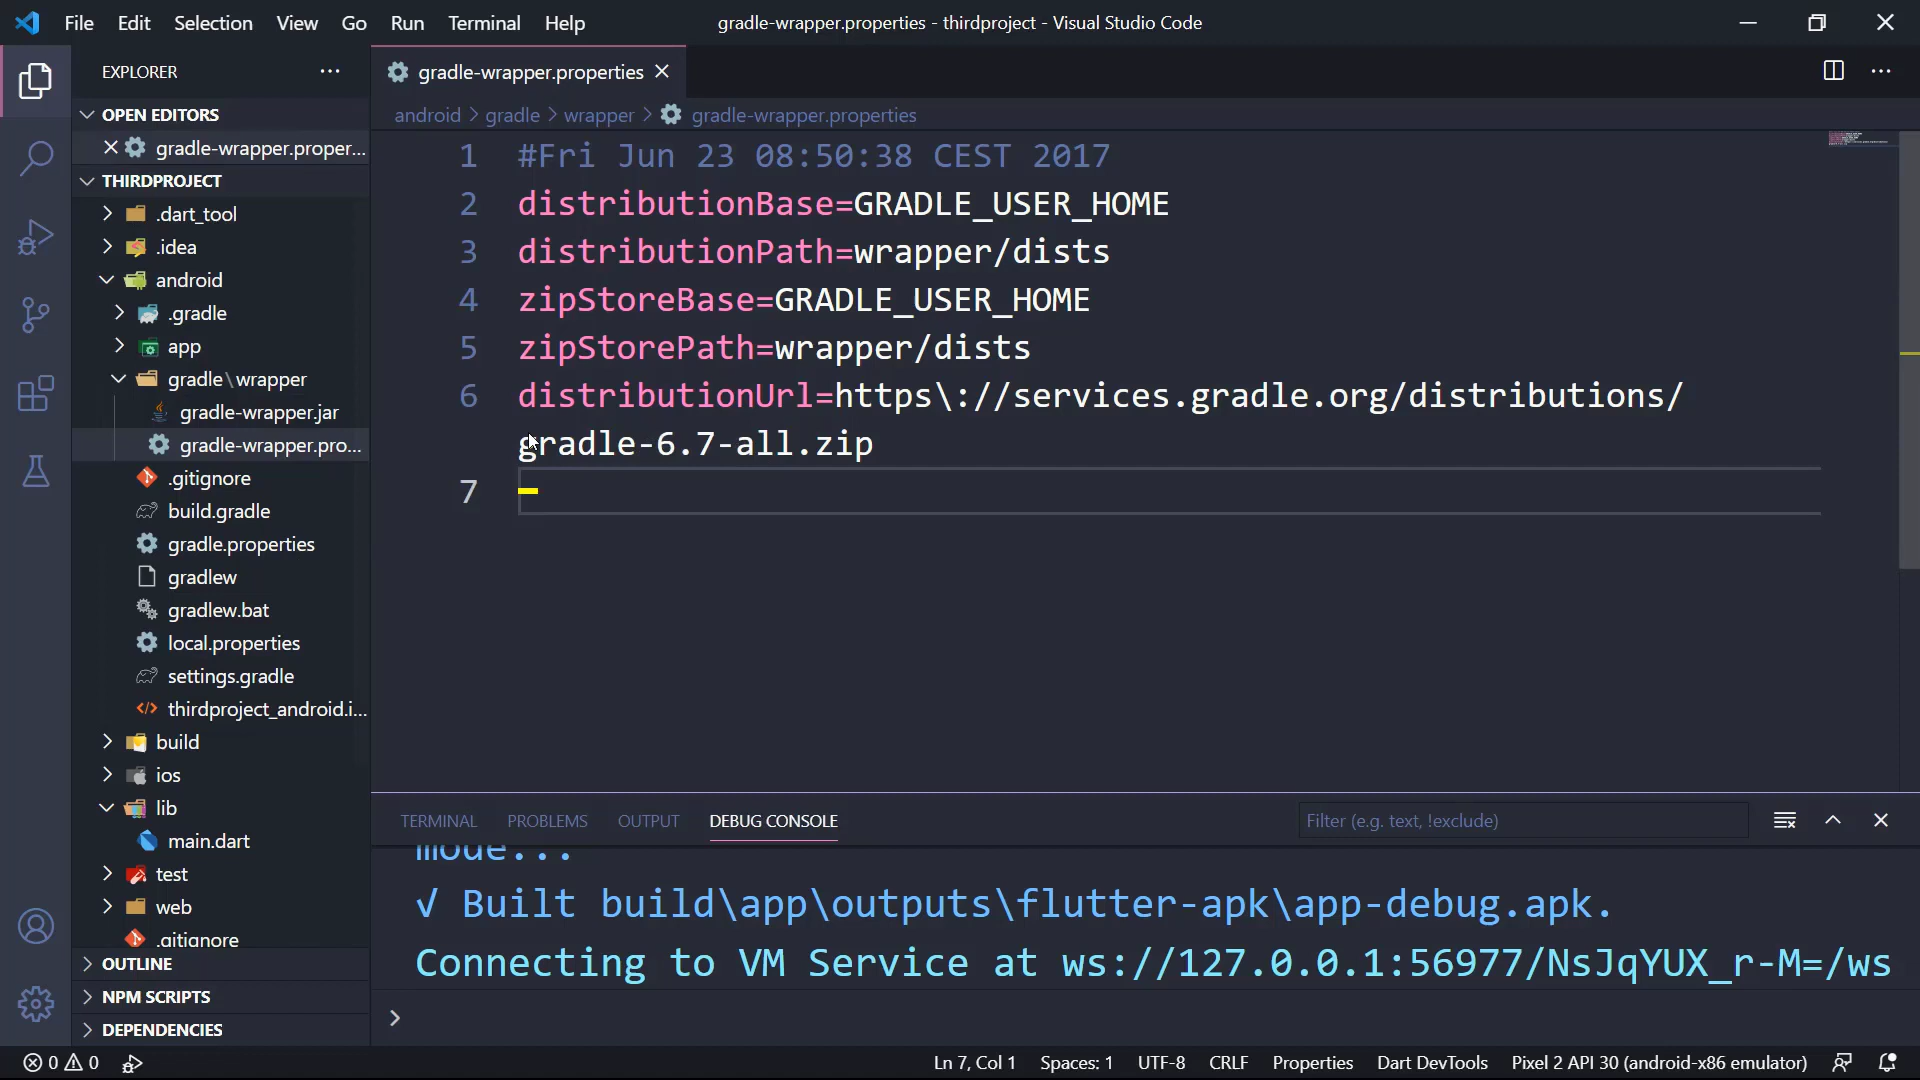 File Edit Selection View Go Run Terminal Help
gradle-wrapper.properties - thirdproject - Visual Studio Code
EXPLORER
gradle-wrapper.properties
OPEN EDITORS
android > gradle > wrapper > gradle-wrapper.properties
gradle-wrapper.proper...
THIRDPROJECT
.dart_tool
.idea
android
.gradle
app
gradle\wrapper
gradle-wrapper.jar
gradle-wrapper.pro...
.gitignore
build.gradle
gradle.properties
gradlew
gradlew.bat
local.properties
settings.gradle
thirdproject_android.i...
build
ios
lib
main.dart
test
web
.gitignore
OUTLINE
NPM SCRIPTS
DEPENDENCIES
1 #Fri Jun 23 08:50:38 CEST 2017
2 distributionBase=GRADLE_USER_HOME
3 distributionPath=wrapper/dists
4 zipStoreBase=GRADLE_USER_HOME
5 zipStorePath=wrapper/dists
6 distributionUrl=https\://services.gradle.org/distributions/
gradle-6.7-all.zip
7
TERMINAL PROBLEMS OUTPUT DEBUG CONSOLE
Filter (e.g. text, !exclude)
mode...
√ Built build\app\outputs\flutter-apk\app-debug.apk.
Connecting to VM Service at ws://127.0.0.1:56977/NsJqYUX_r-M=/ws
>
0 0
Ln 7, Col 1 Spaces: 1 UTF-8 CRLF Properties Dart DevTools Pixel 2 API 30 (android-x86 emulator)